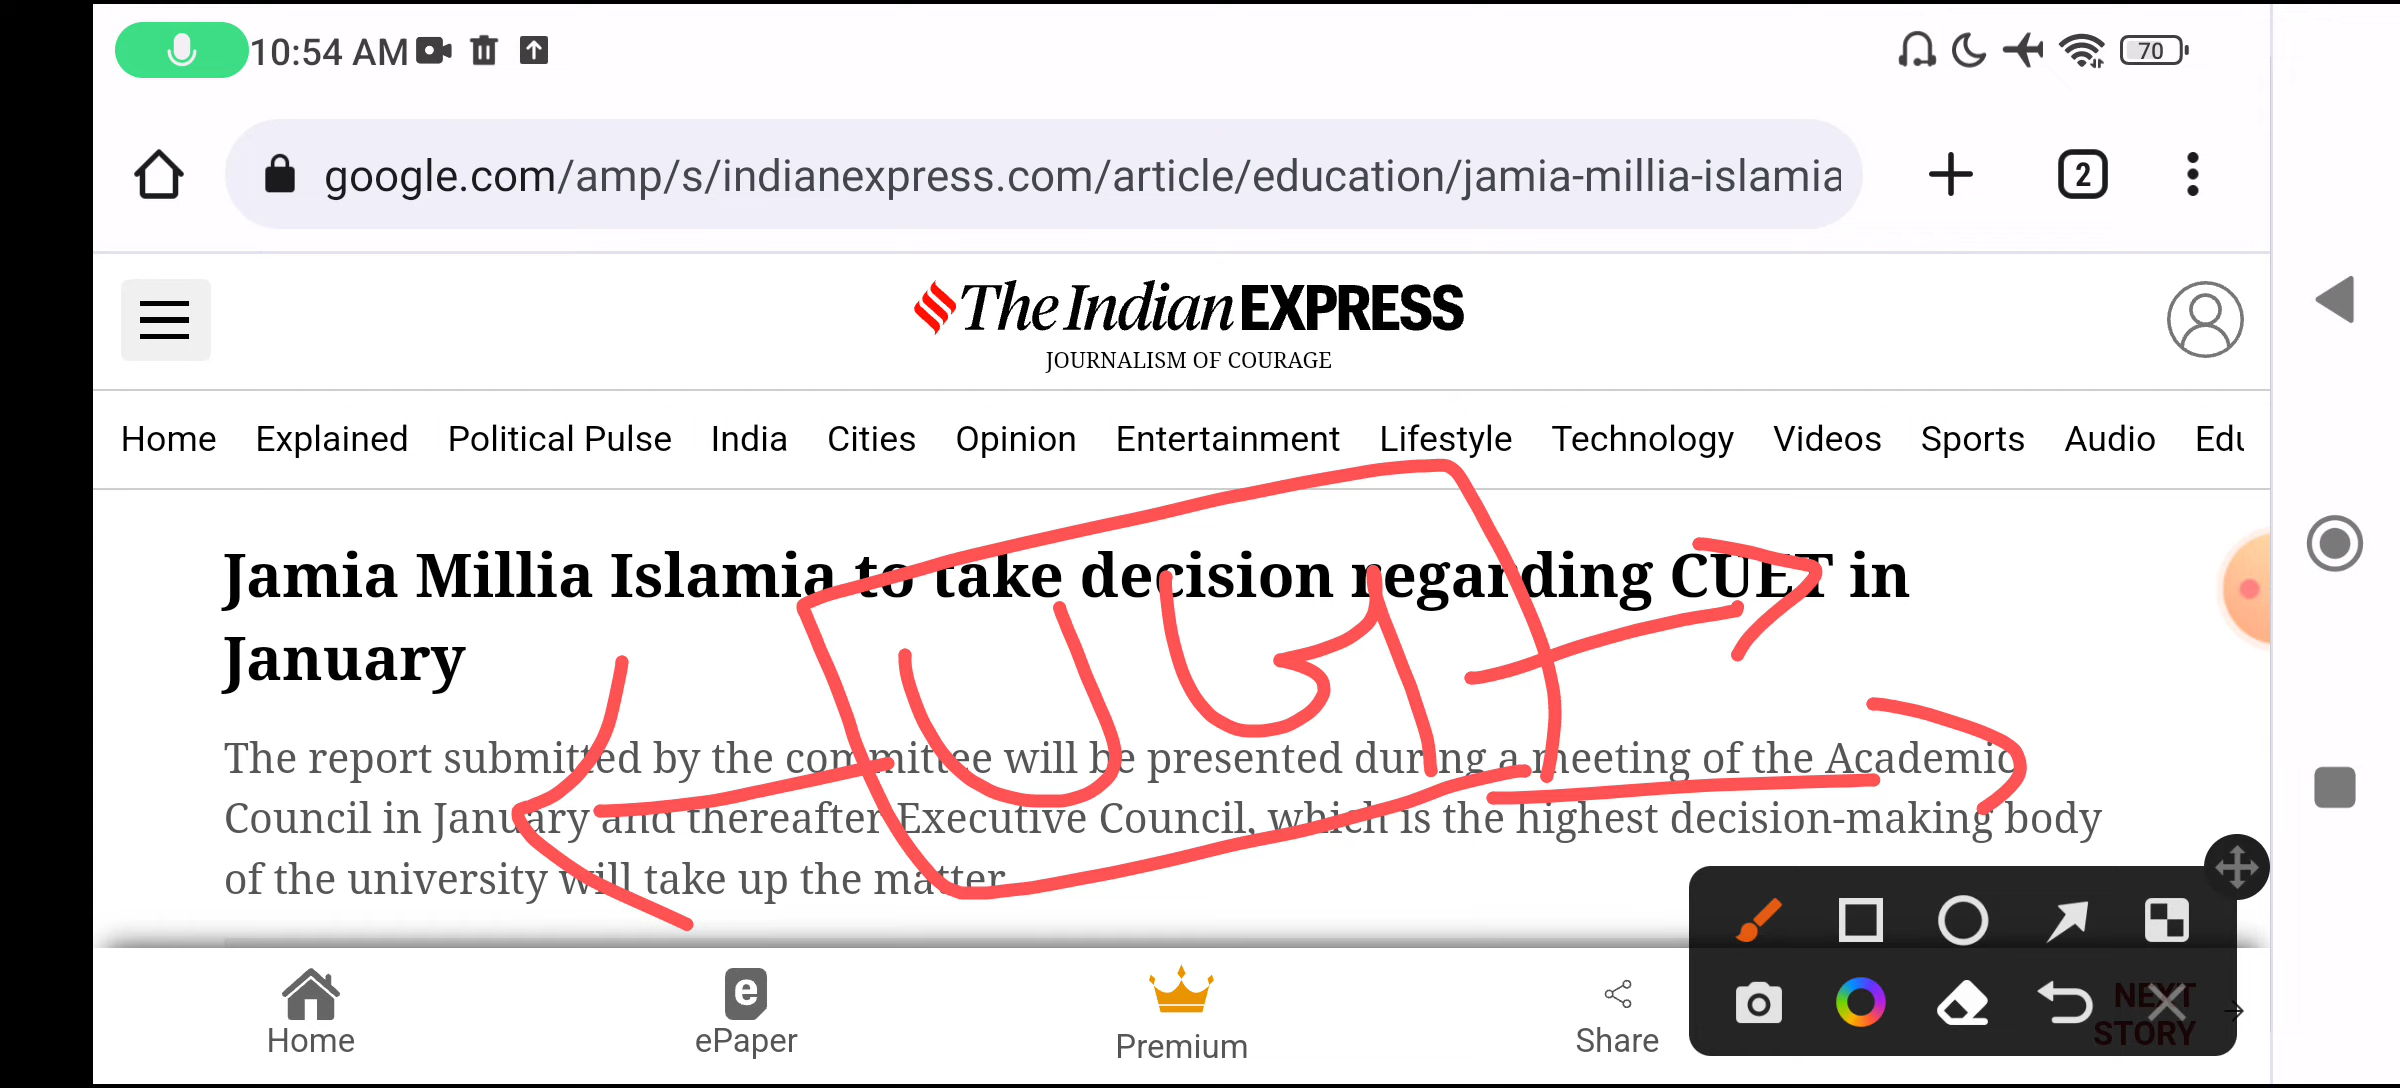 10:54 AM
70
google.com/amp/s/indianexpress.com/article/education/jamia-millia-islamia
2
The Indian EXPRESS
JOURNALISM OF COURAGE
Home Explained Political Pulse India Cities Opinion Entertainment Lifestyle Technology Videos Sports Audio Edu
Jamia Millia Islamia to take decision regarding CUET in
January
UG
The report submitted by the committee will be presented during a meeting of the Academic
Council in January and thereafter Executive Council, which is the highest decision-making body
of the university will take up the matter
Home ePaper Premium Share
NEXT
STORY